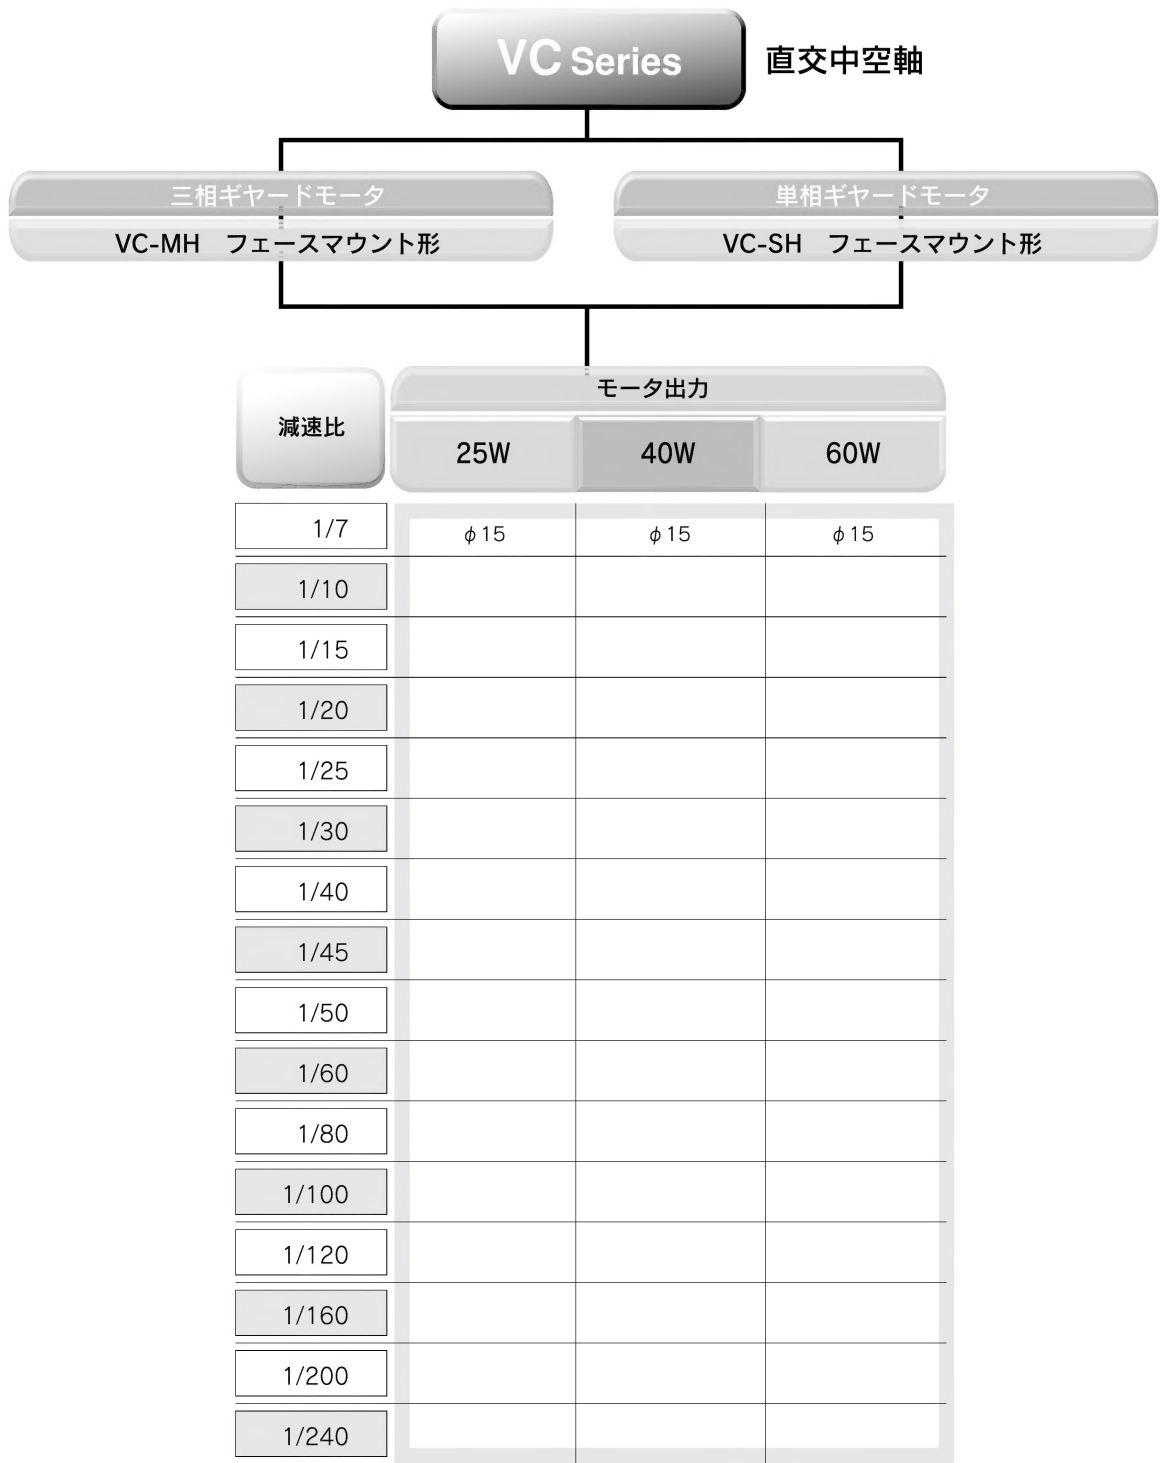 VC Series 直交中空軸
三相ギヤードモータ
VC-MH フェースマウント形
単相ギヤードモータ
VC-SH フェースマウント形
減速比
モータ出力
25W 40W 60W
1/7 φ15 φ15 φ15
1/10
1/15
1/20
1/25
1/30
1/40
1/45
1/50
1/60
1/80
1/100
1/120
1/160
1/200
1/240